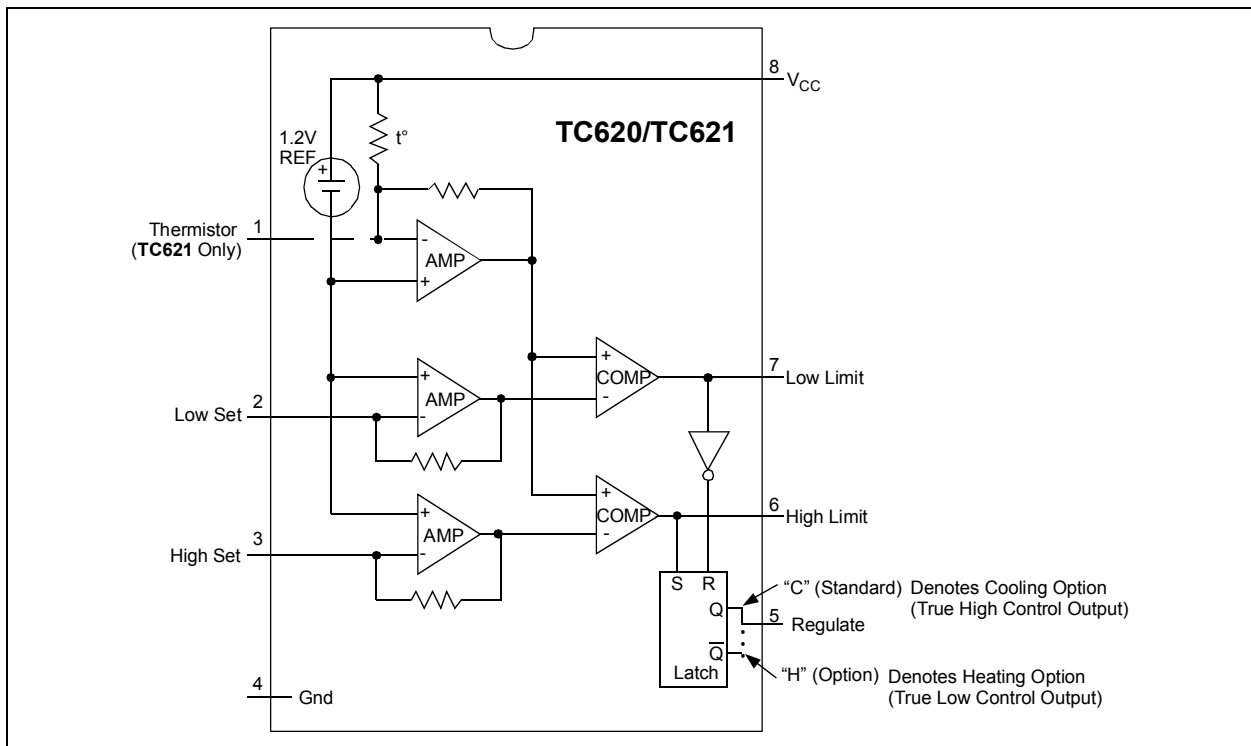 8
V_CC
TC620/TC621
1.2V
REF
+
t°
Thermistor
(TC621 Only)
1
-
AMP
+
Low Set
2
+
AMP
-
+
COMP
-
7
Low Limit
High Set
3
+
AMP
-
+
COMP
-
6
High Limit
S R
Q
Q̅
Latch
“C” (Standard) Denotes Cooling Option
(True High Control Output)
5
Regulate
“H” (Option) Denotes Heating Option
(True Low Control Output)
4
Gnd